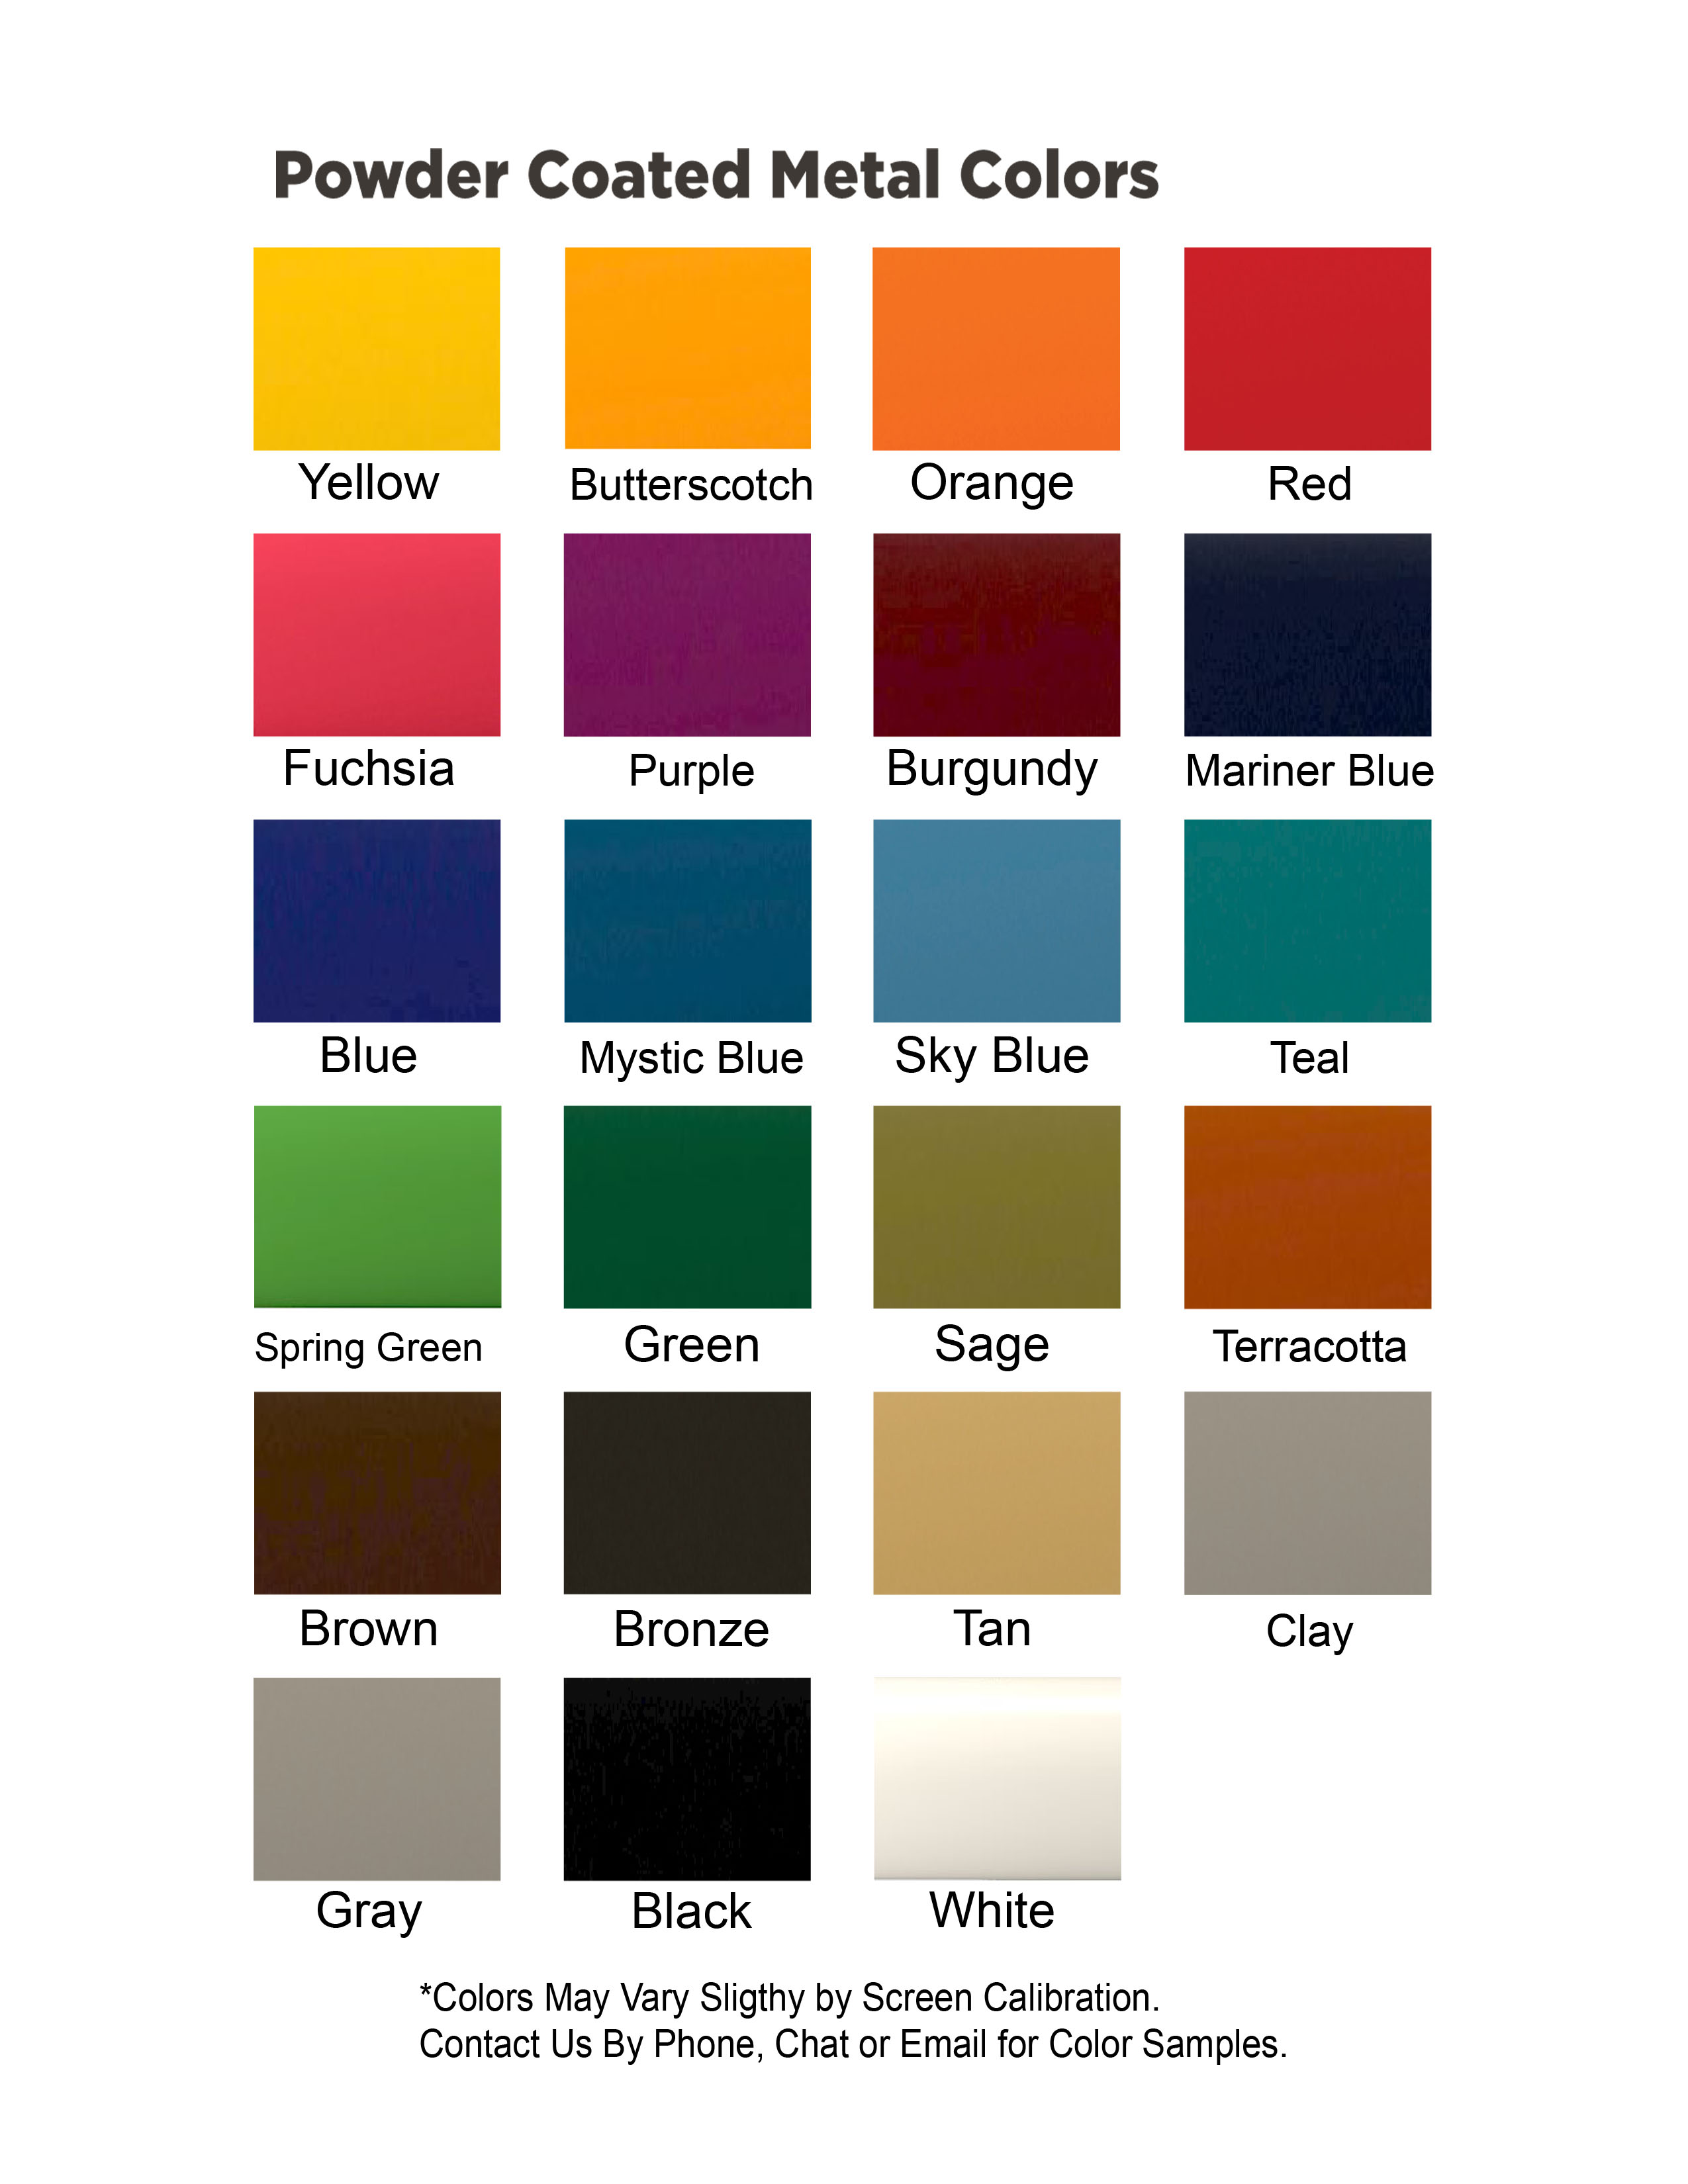 Powder Coated Metal Colors
Yellow Butterscotch Orange Red
Fuchsia Purple Burgundy Mariner Blue
Blue Mystic Blue Sky Blue Teal
Spring Green Green Sage Terracotta
Brown Bronze Tan Clay
Gray Black White
*Colors May Vary Sligthy by Screen Calibration.
Contact Us By Phone, Chat or Email for Color Samples.